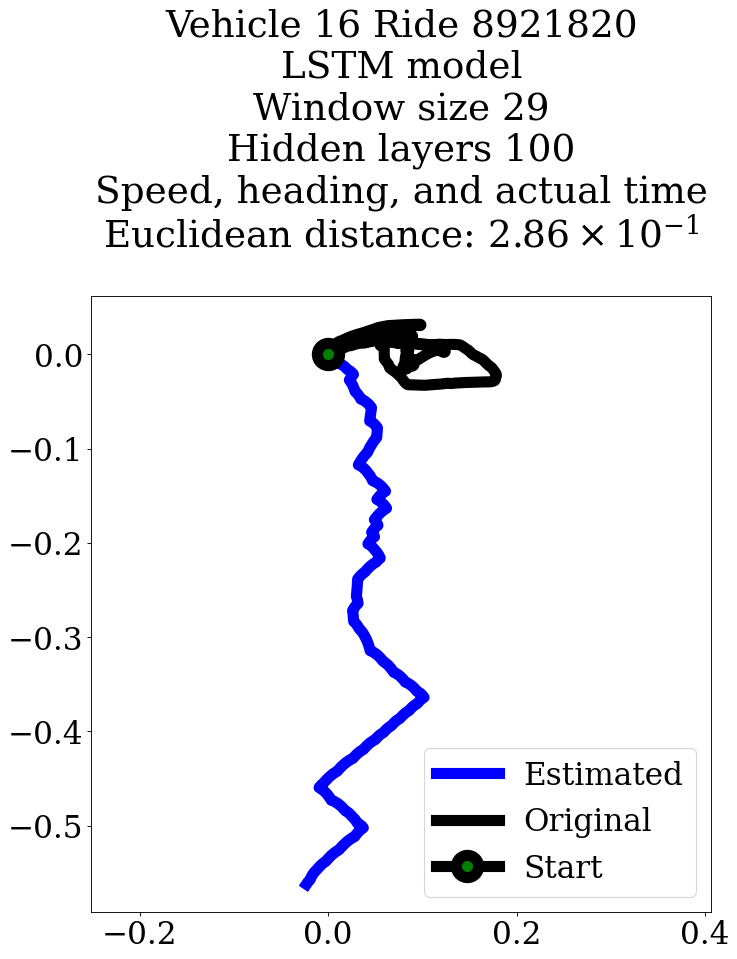 Vehicle 16 Ride 8921820
LSTM model
Window size 29
Hidden layers 100
Speed, heading, and actual time
Euclidean distance: 2.86 × 10⁻¹
0.0
−0.1
−0.2
−0.3
−0.4
−0.5
Estimated
Original
Start
−0.2
0.0
0.2
0.4